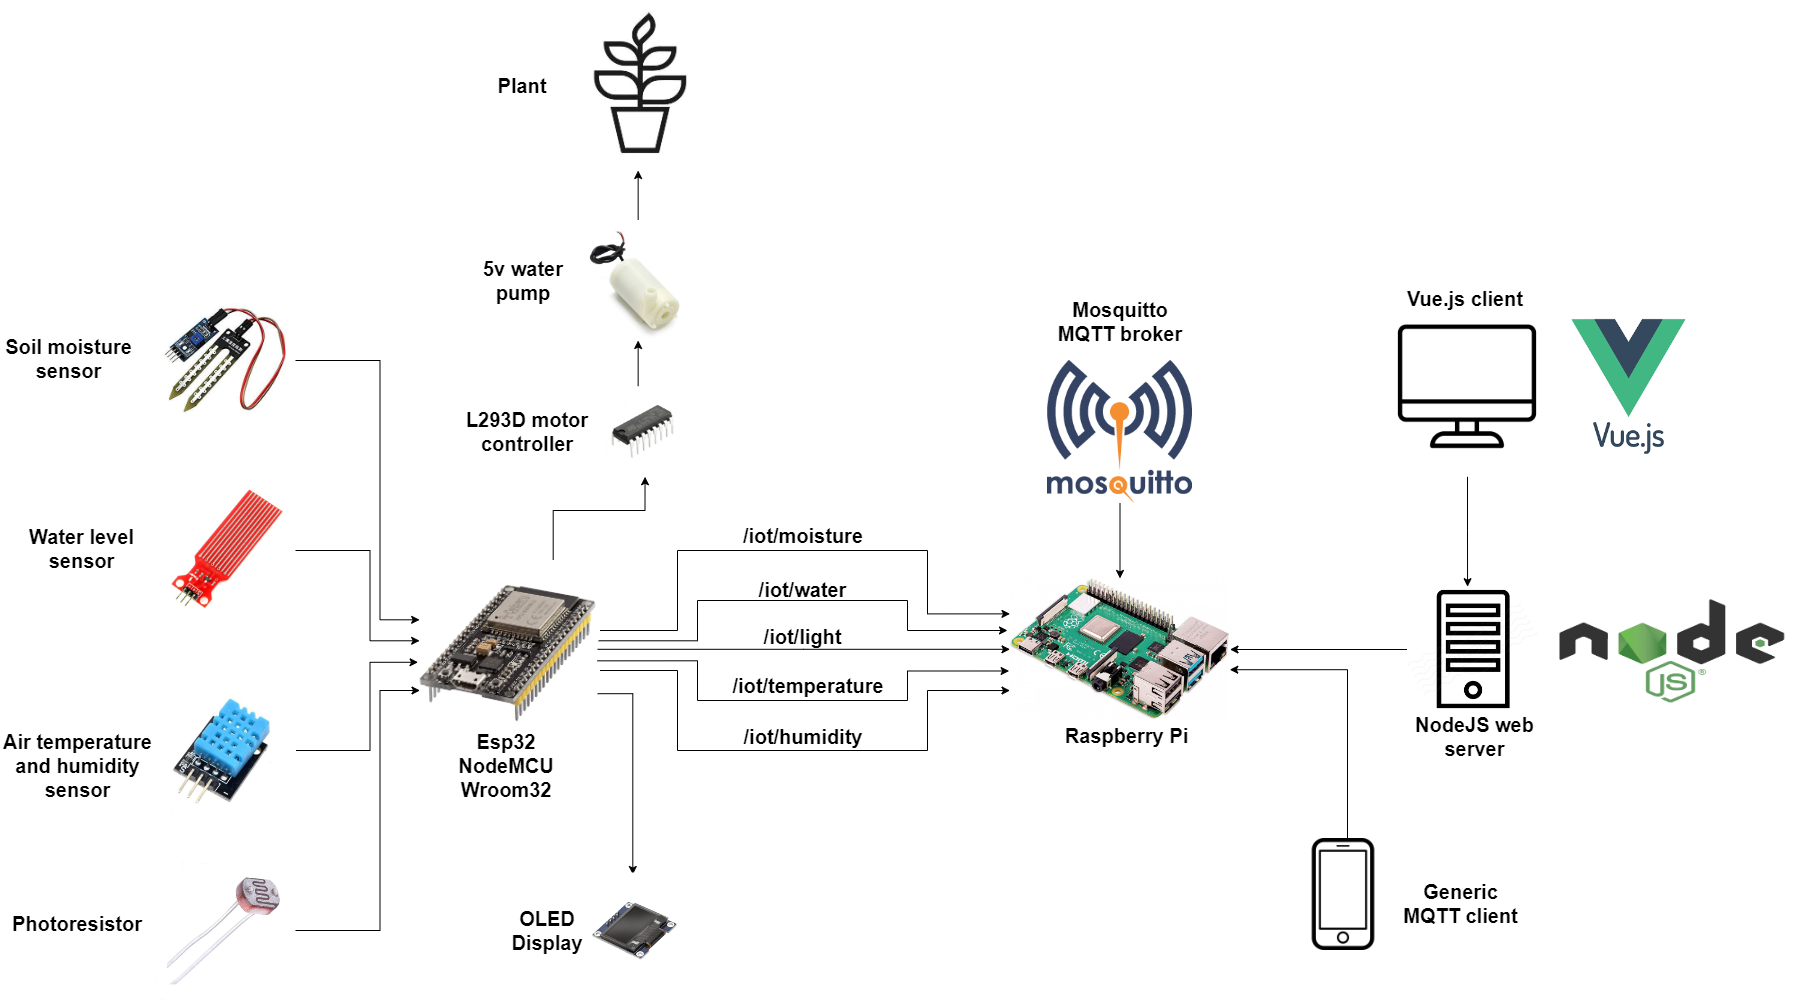 Plant
5v water
pump
Soil moisture
sensor
L293D motor
controller
Mosquitto
MQTT broker
mosquitto
Vue.js client
Vue.js
Water level
sensor
/iot/moisture
/iot/water
/iot/light
/iot/temperature
/iot/humidity
Esp32
NodeMCU
Wroom32
Raspberry Pi
node
JS®
NodeJS web
server
Air temperature
and humidity
sensor
Photoresistor
OLED
Display
Generic
MQTT client